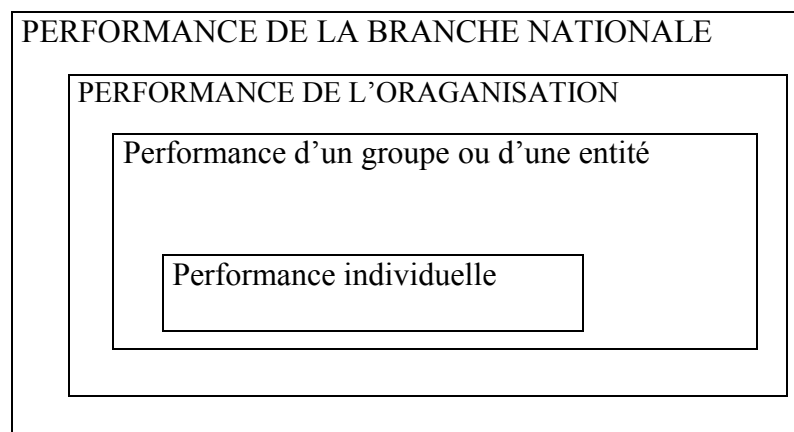 PERFORMANCE DE LA BRANCHE NATIONALE
PERFORMANCE DE L’ORAGANISATION
Performance d’un groupe ou d’une entité
Performance individuelle